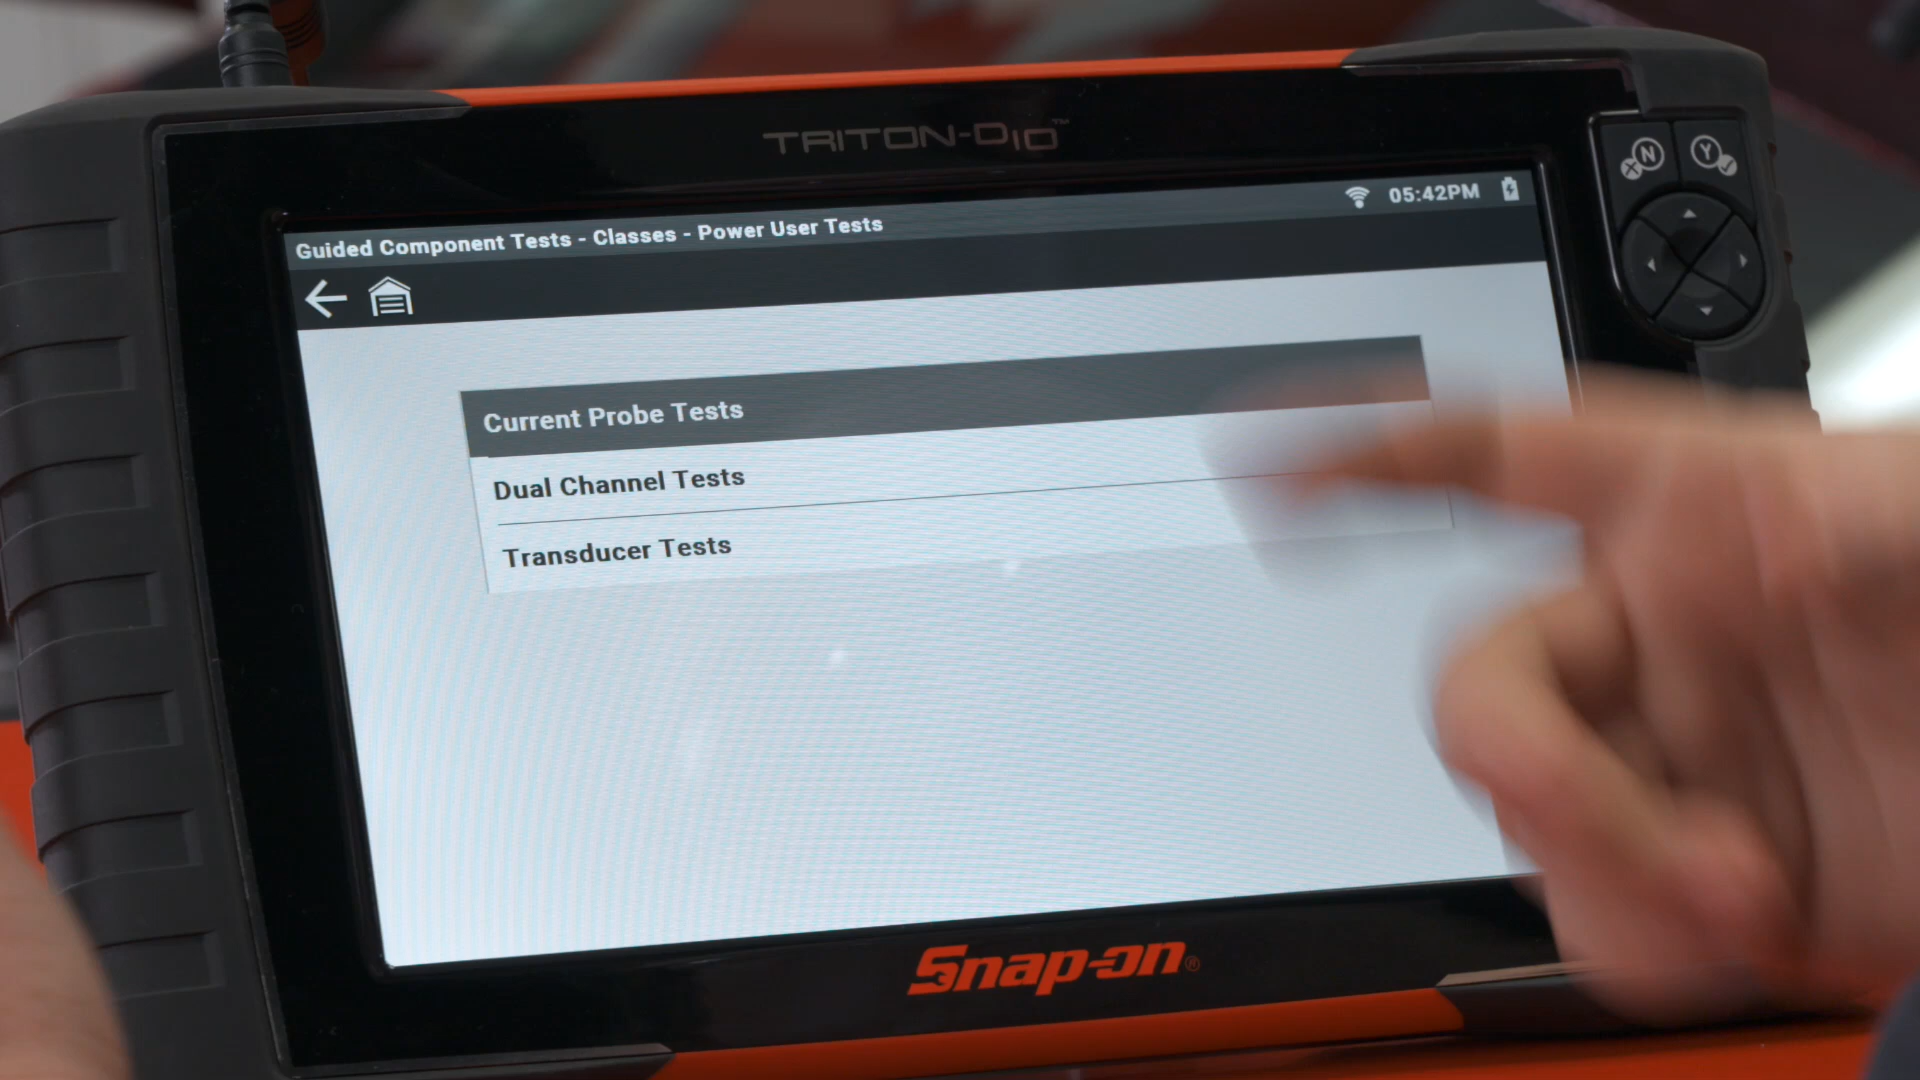 TRITON-D10™
N Y
05:42PM
Guided Component Tests - Classes - Power User Tests
Current Probe Tests
Dual Channel Tests
Transducer Tests
Snap-on®